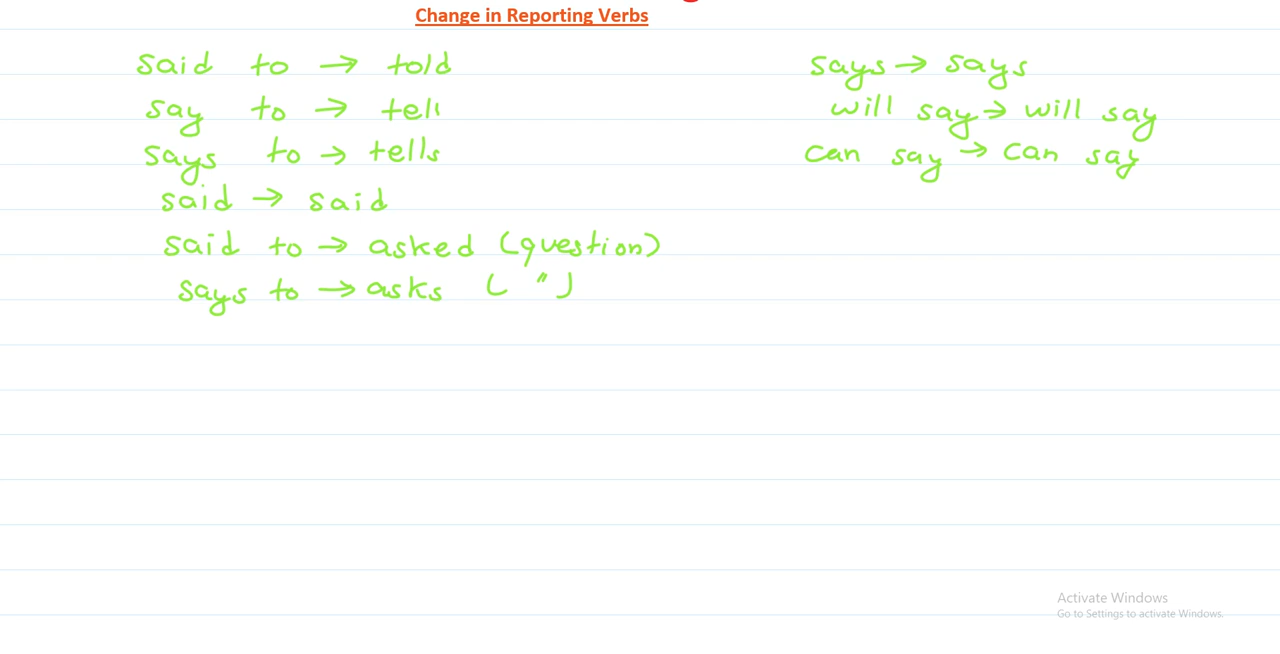 Change in Reporting Verbs
said to → told
say to → tell
says to → tells
said → said
said to → asked (question)
says to → asks ( " )
says → says
will say → will say
can say → can say
Activate Windows
Go to Settings to activate Windows.